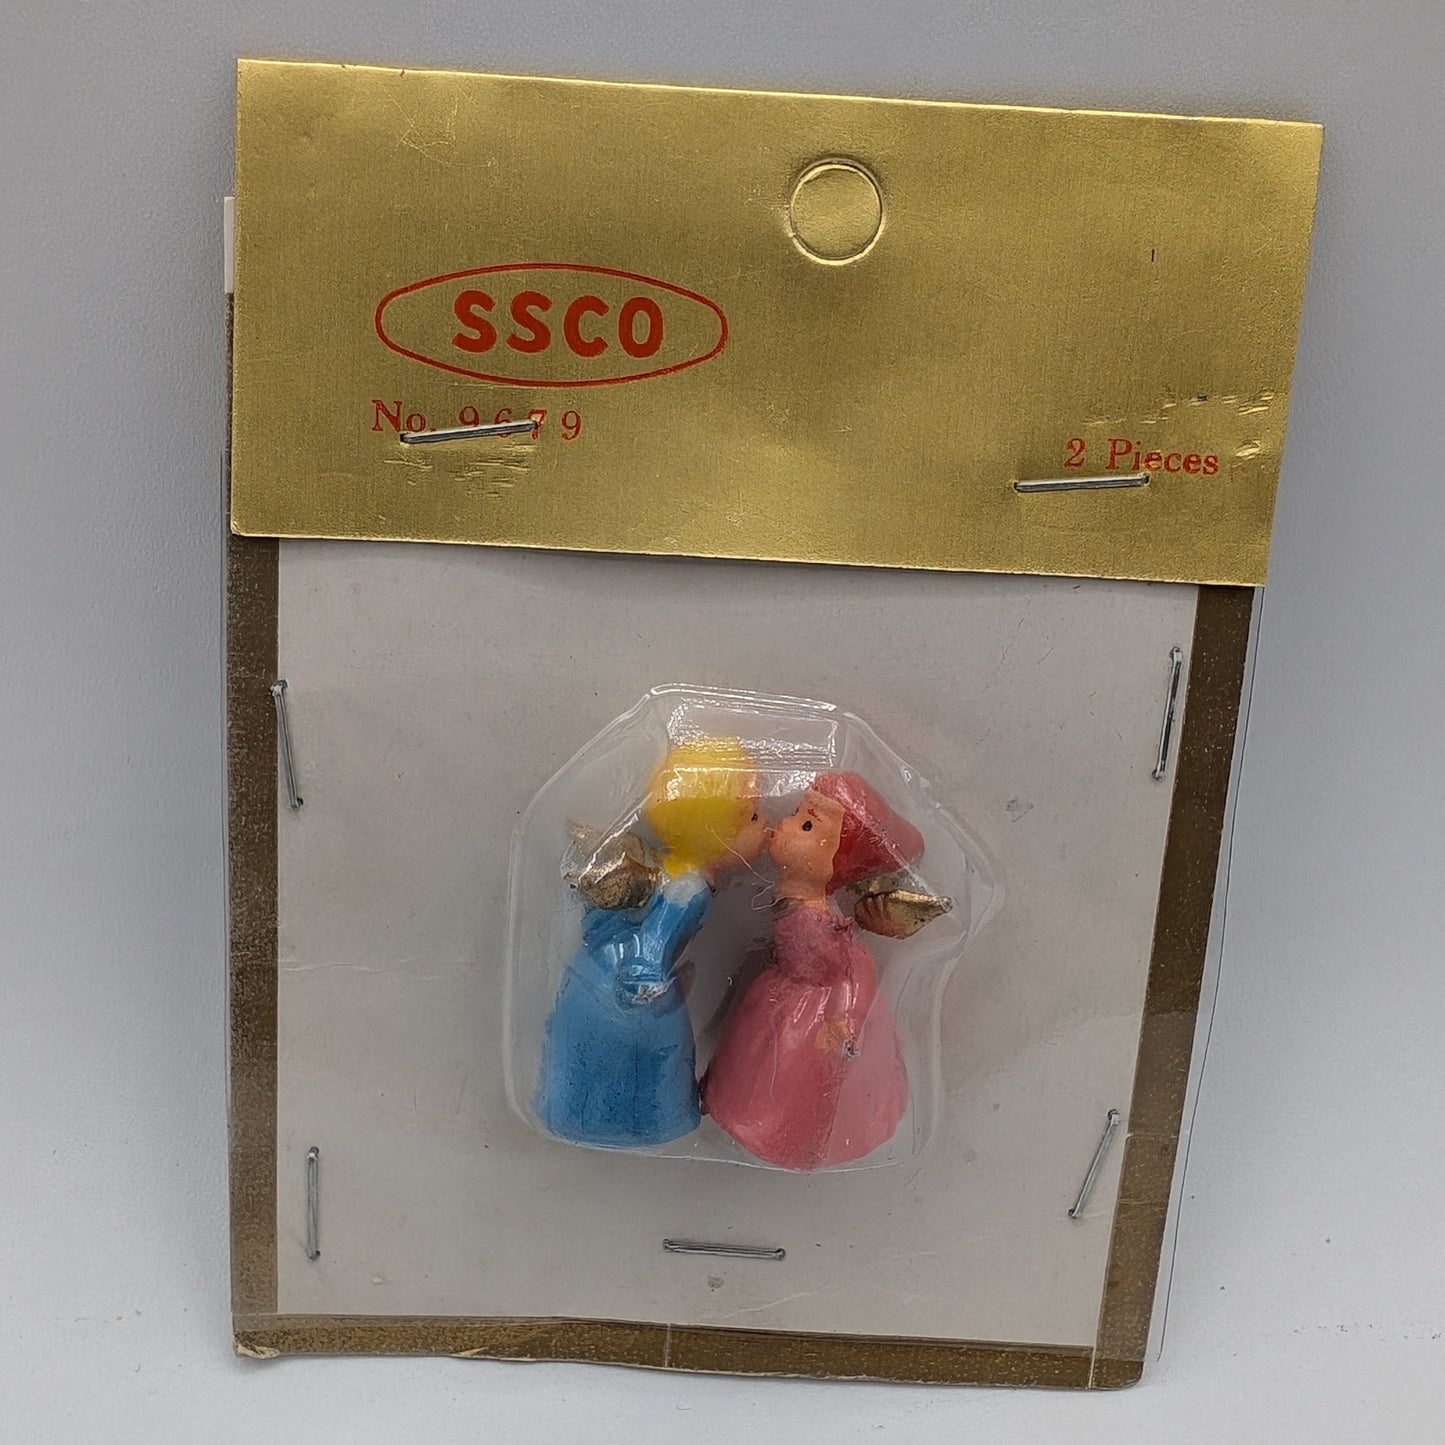 SSCO
No. 9679
2 Pieces